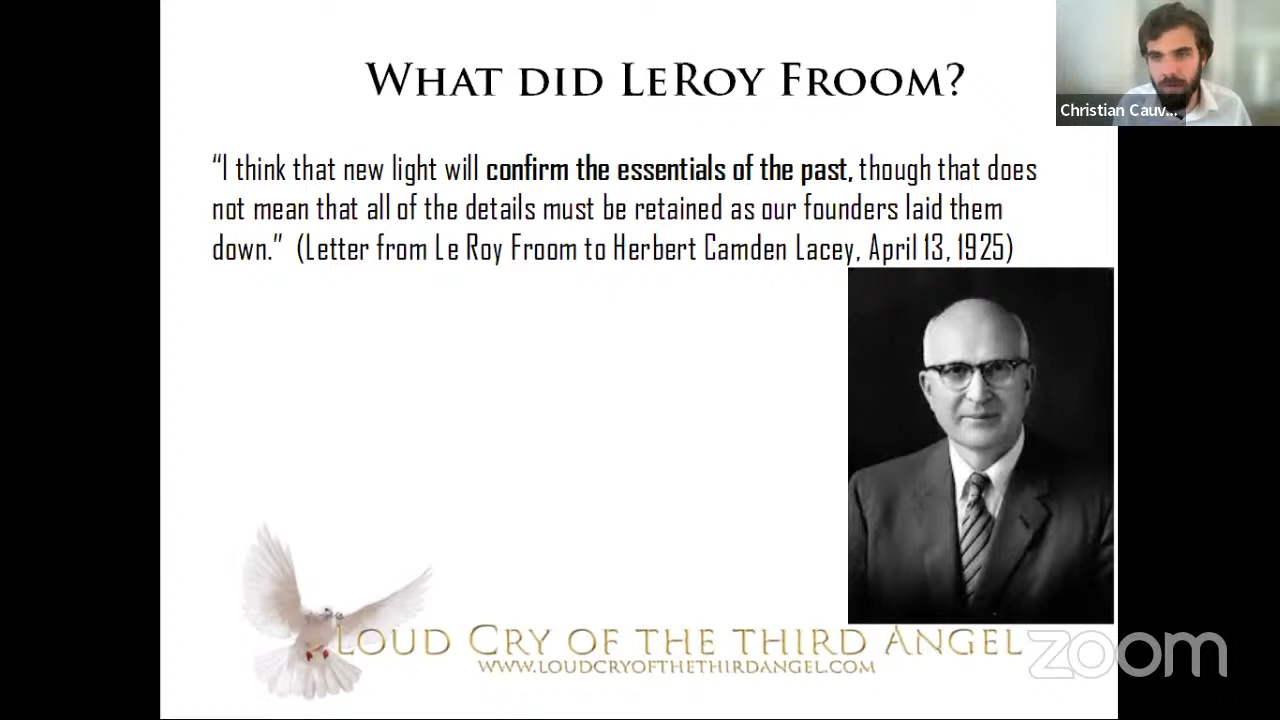 What did LeRoy Froom?
Christian Cauv...
“I think that new light will confirm the essentials of the past, though that does
not mean that all of the details must be retained as our founders laid them
down.” (Letter from Le Roy Froom to Herbert Camden Lacey, April 13, 1925)
Loud Cry of the third Angel
www.loudcryofthethirdangel.com
zoom